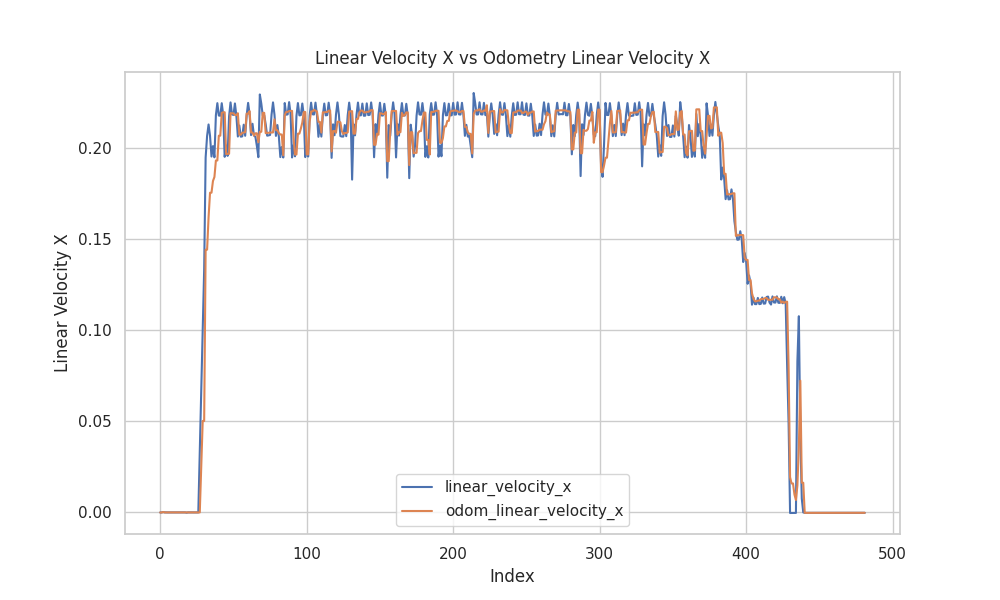 Linear Velocity X vs Odometry Linear Velocity X
Linear Velocity X
0.20
0.15
0.10
0.05
0.00
linear_velocity_x
odom_linear_velocity_x
0 100 200 300 400 500
Index